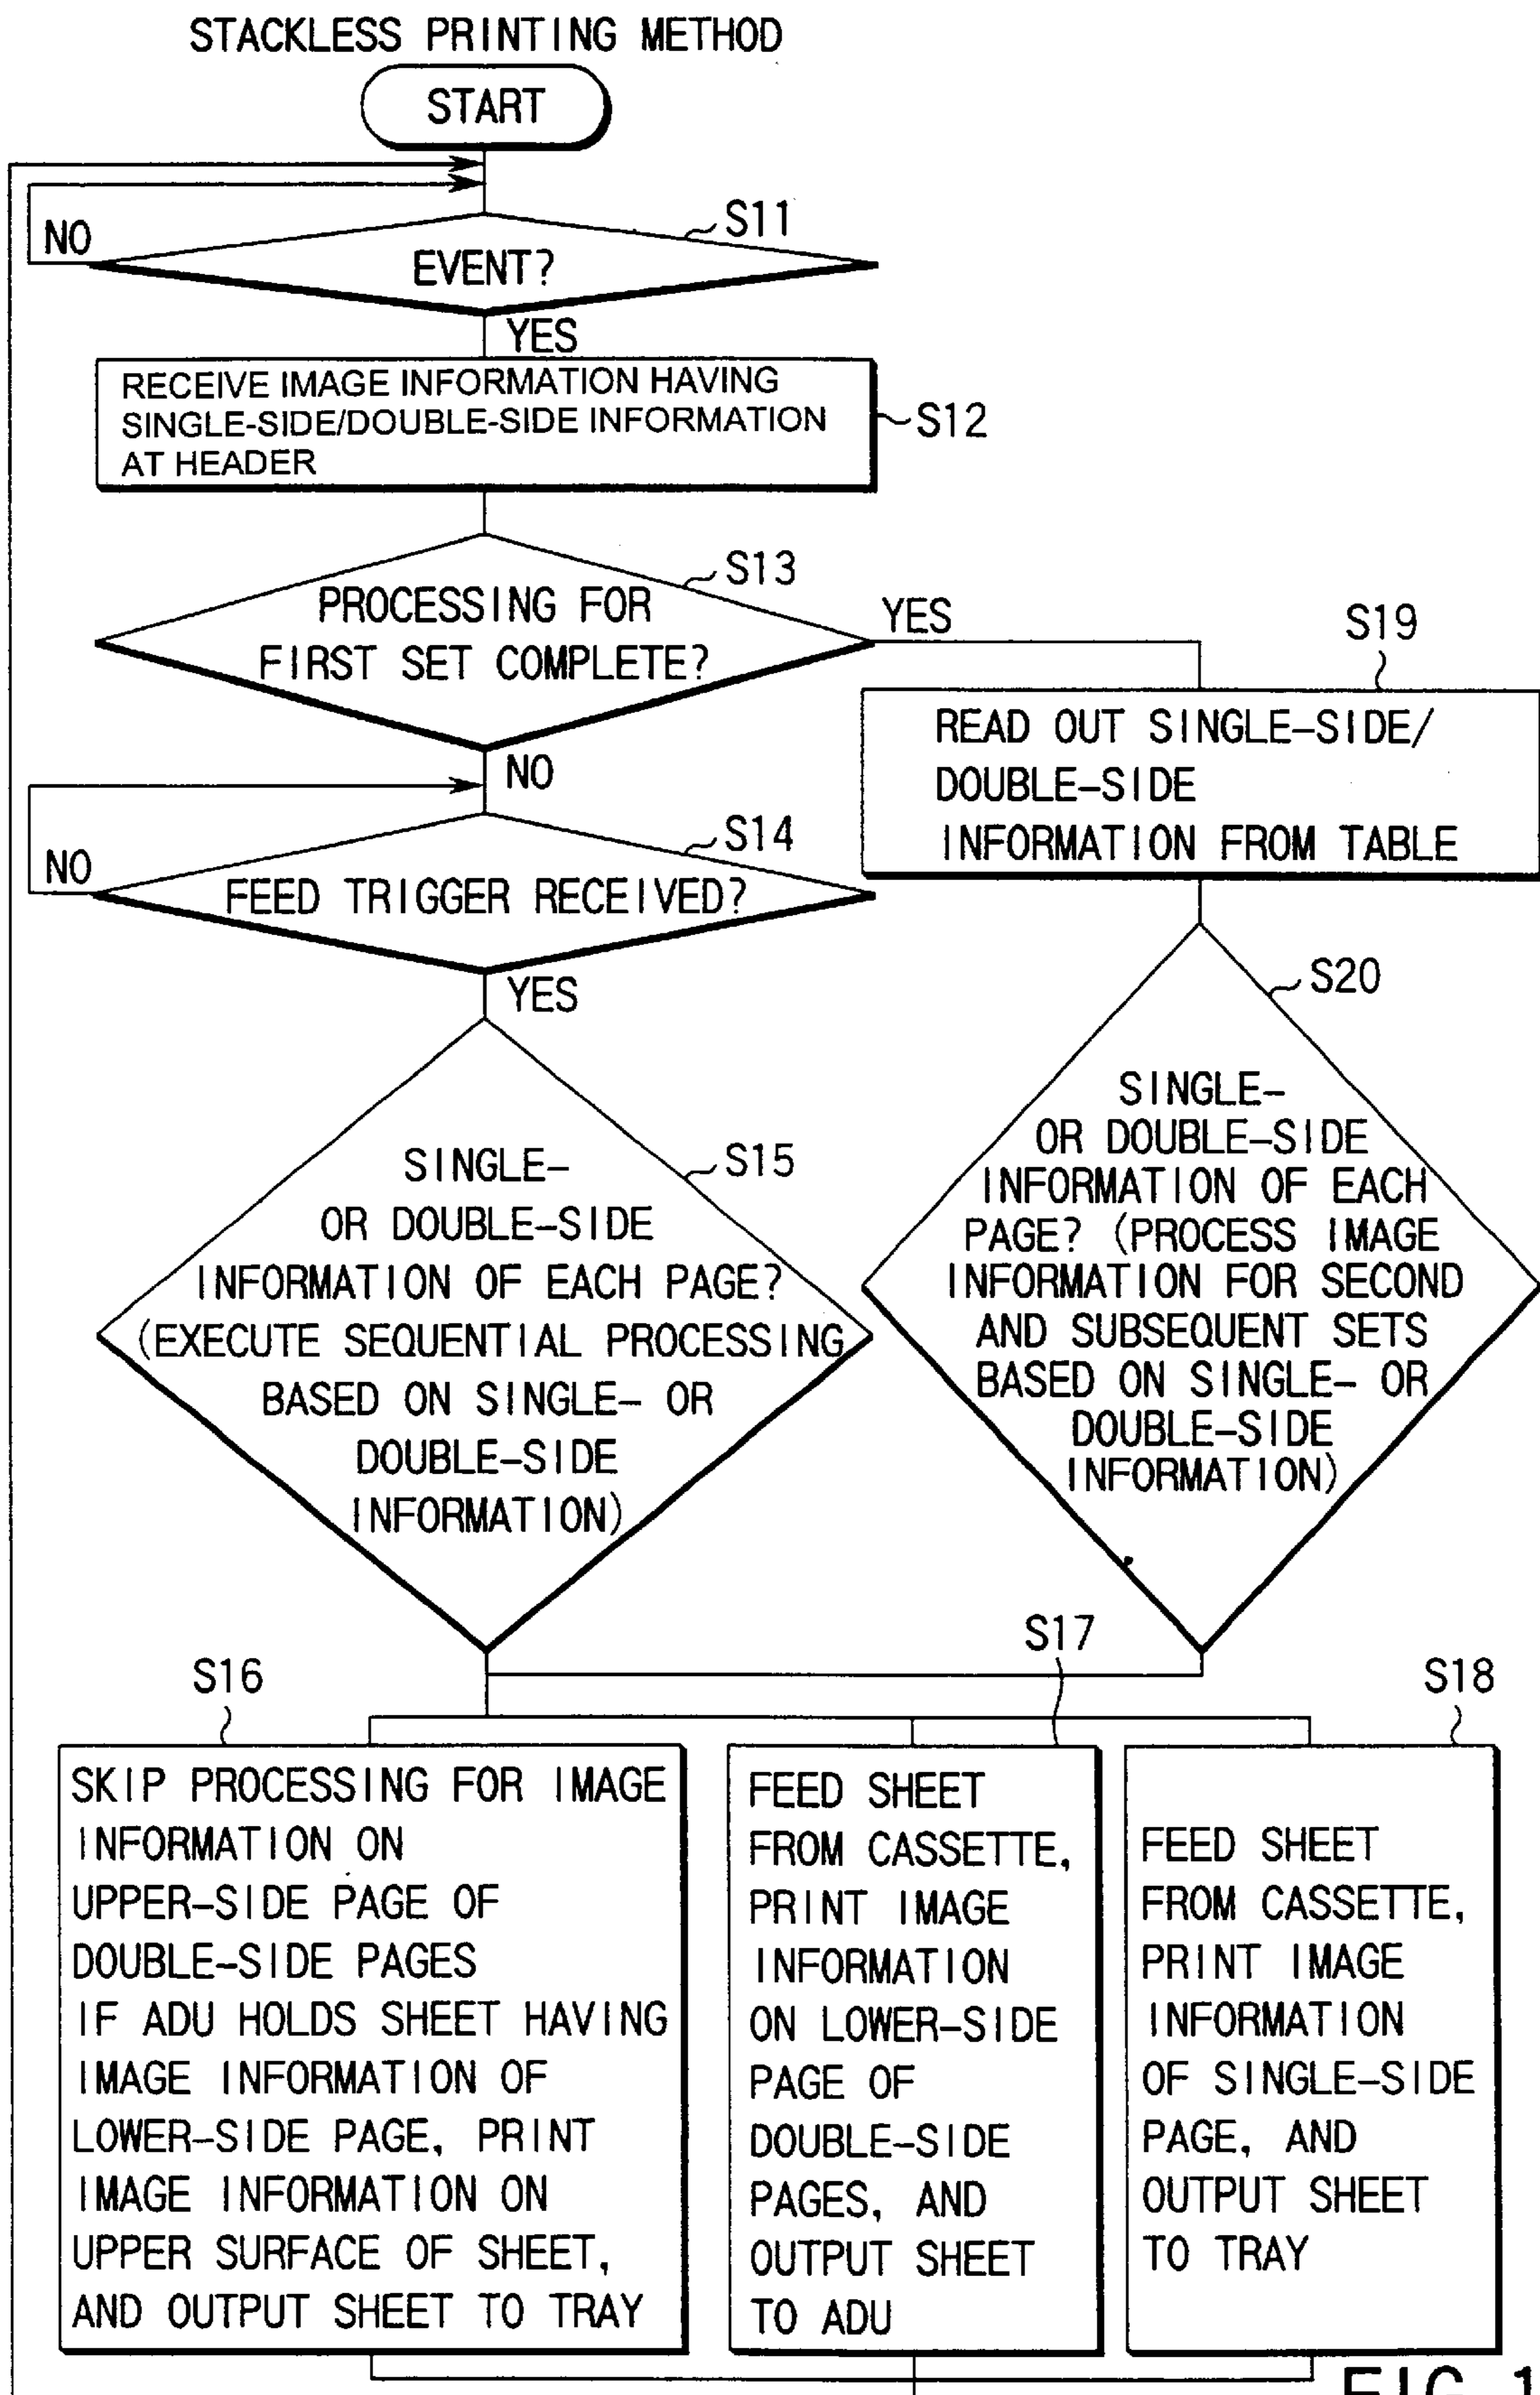 STACKLESS PRINTING METHOD
START
S11
NO
EVENT?
YES
RECEIVE IMAGE INFORMATION HAVING
SINGLE-SIDE/DOUBLE-SIDE INFORMATION
AT HEADER
S12
S13
PROCESSING FOR
FIRST SET COMPLETE?
YES
NO
S19
READ OUT SINGLE-SIDE/
DOUBLE-SIDE
INFORMATION FROM TABLE
S14
NO
FEED TRIGGER RECEIVED?
YES
S20
SINGLE-
OR DOUBLE-SIDE
INFORMATION OF EACH
PAGE? (PROCESS IMAGE
INFORMATION FOR SECOND
AND SUBSEQUENT SETS
BASED ON SINGLE- OR
DOUBLE-SIDE
INFORMATION)
S15
SINGLE-
OR DOUBLE-SIDE
INFORMATION OF EACH PAGE?
(EXECUTE SEQUENTIAL PROCESSING
BASED ON SINGLE- OR
DOUBLE-SIDE
INFORMATION)
S16
SKIP PROCESSING FOR IMAGE
INFORMATION ON
UPPER-SIDE PAGE OF
DOUBLE-SIDE PAGES
IF ADU HOLDS SHEET HAVING
IMAGE INFORMATION OF
LOWER-SIDE PAGE, PRINT
IMAGE INFORMATION ON
UPPER SURFACE OF SHEET,
AND OUTPUT SHEET TO TRAY
S17
FEED SHEET
FROM CASSETTE,
PRINT IMAGE
INFORMATION
ON LOWER-SIDE
PAGE OF
DOUBLE-SIDE
PAGES, AND
OUTPUT SHEET
TO ADU
S18
FEED SHEET
FROM CASSETTE,
PRINT IMAGE
INFORMATION
OF SINGLE-SIDE
PAGE, AND
OUTPUT SHEET
TO TRAY